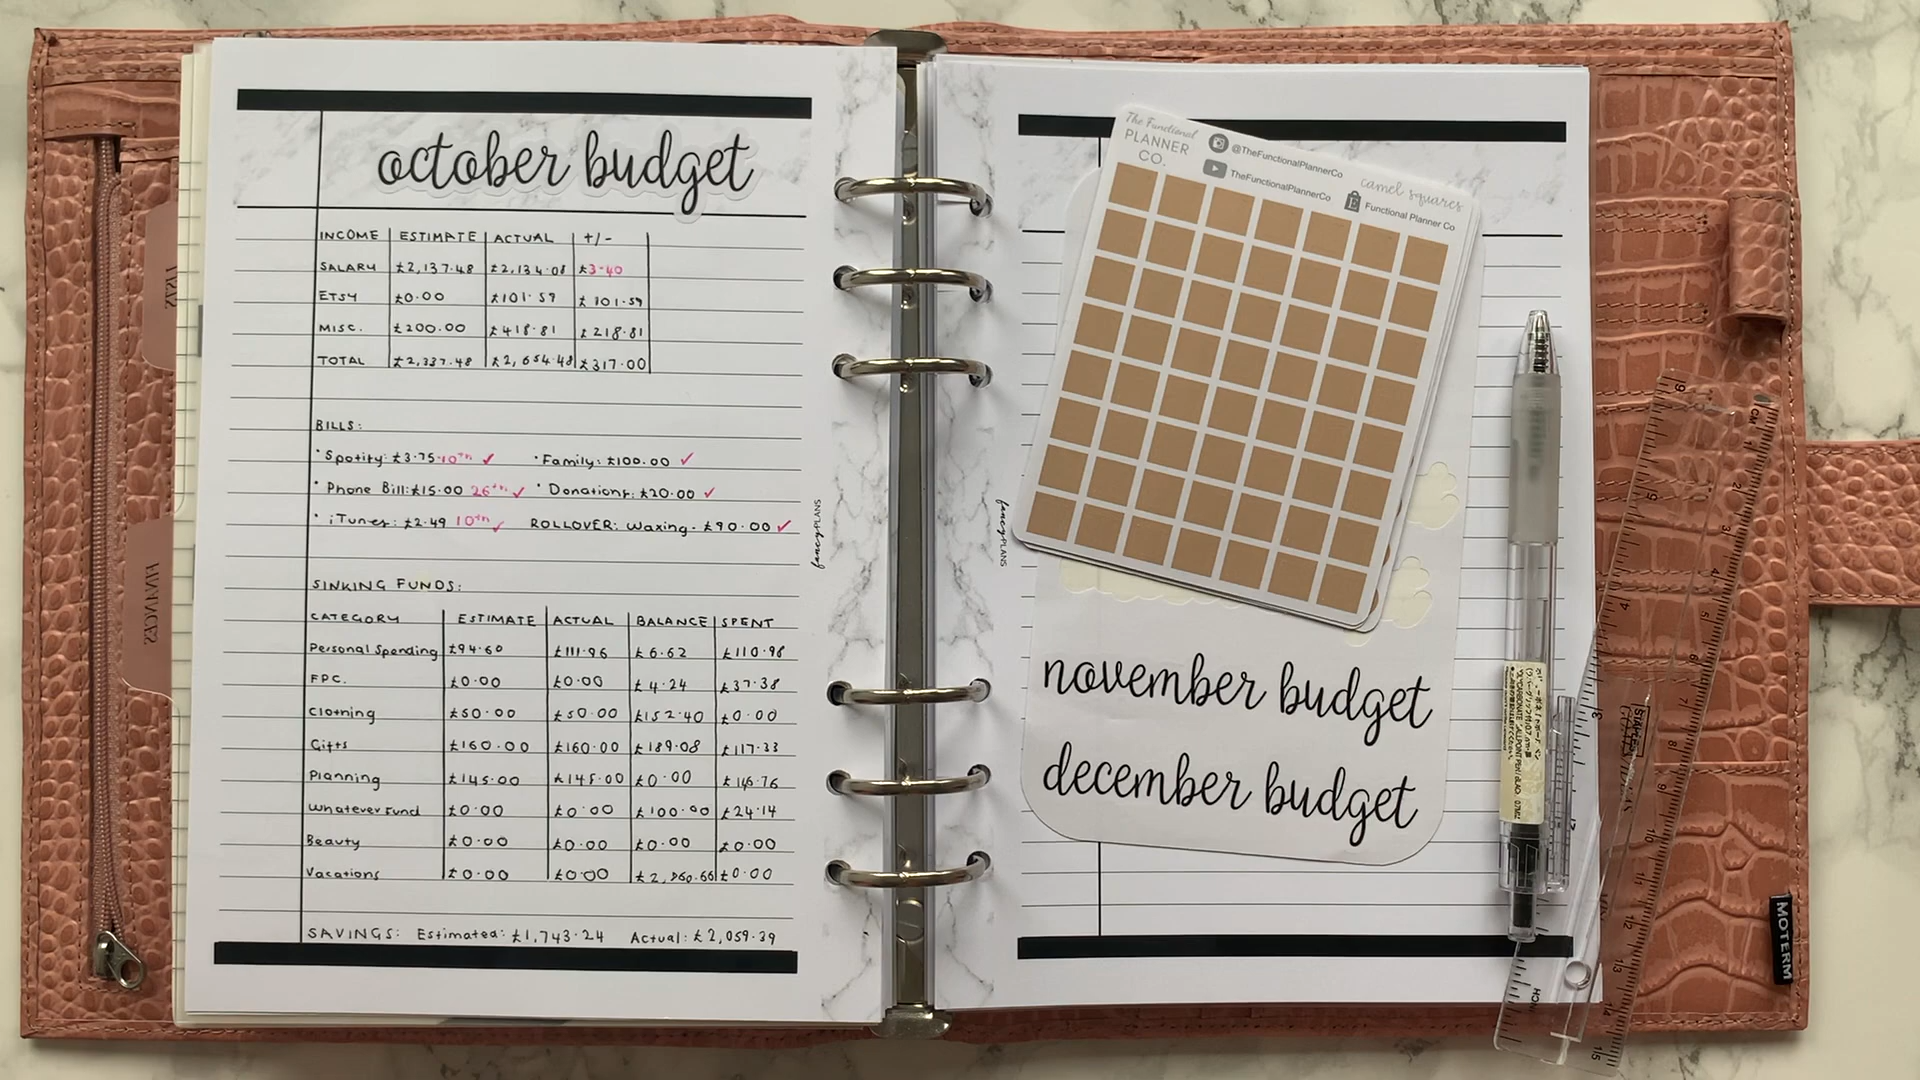 october budget
INCOME ESTIMATE ACTUAL +/-
SALARY £2,137.48 £2,134.08 £3.40
ETSY £0.00 £101.59 £101.59
MISC. £200.00 £418.81 £218.81
TOTAL £2,337.48 £2,654.48 £317.00
BILLS:
• Spotify: £3.75 10th ✓ • Family: £100.00 ✓
• Phone Bill: £15.00 26th ✓ • Donations: £20.00 ✓
• iTunes: £2.49 10th ✓ ROLLOVER: Waxing - £90.00 ✓
SINKING FUNDS:
CATEGORY ESTIMATE ACTUAL BALANCE SPENT
Personal Spending £94.60 £111.96 £6.62 £110.98
FPC. £0.00 £0.00 £4.24 £37.38
Clothing £50.00 £50.00 £152.40 £0.00
Gifts £160.00 £160.00 £189.08 £117.33
Planning £145.00 £145.00 £0.00
Whatever Fund £0.00 £0.00 £100.00 £24.14
Beauty £0.00 £0.00 £0.00 £0.00
Vacations £0.00 £0.00 £0.00
SAVINGS: Estimated: £1,743.24 Actual: £2,059.39
fancyPLANS
FINANCES
fancyPLANS
The Functional
PLANNER
CO.
@TheFunctionalPlannerCo
TheFunctionalPlannerCo
camel squares
Functional Planner Co
november budget
december budget
MOTERM